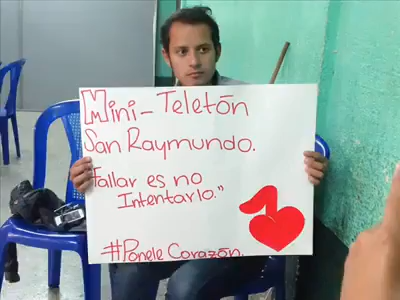 Mini-Teletón
San Raymundo.
Fallar es no
Intentarlo."
#Ponele Corazón.